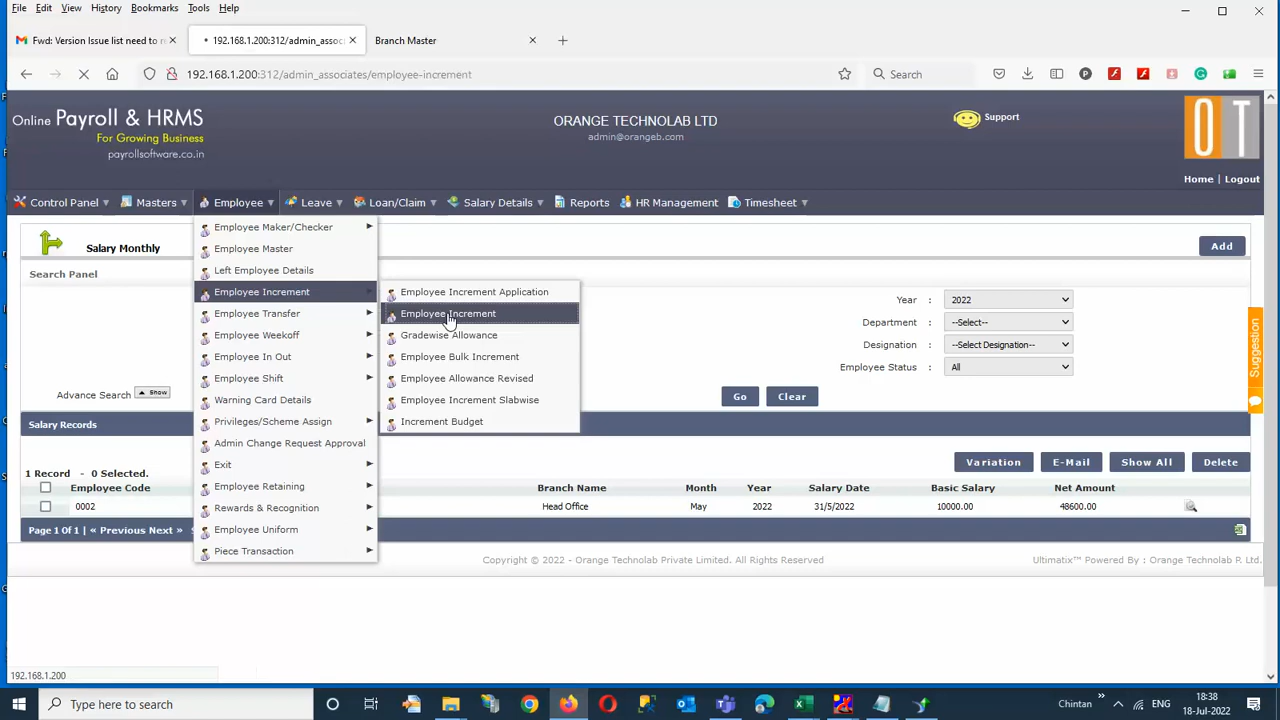 File Edit View History Bookmarks Tools Help
Fwd: Version Issue list need to r
192.168.1.200:312/admin_associ
Branch Master
192.168.1.200:312/admin_associates/employee-increment
Search
Online Payroll & HRMS
For Growing Business
payrollsoftware.co.in
ORANGE TECHNOLAB LTD
admin@orangeb.com
Support
OT
Home | Logout
Control Panel Masters Employee Leave Loan/Claim Salary Details Reports HR Management Timesheet
Salary Monthly
Add
Search Panel
Employee Maker/Checker
Employee Master
Left Employee Details
Employee Increment
Employee Transfer
Employee Weekoff
Employee In Out
Employee Shift
Warning Card Details
Privileges/Scheme Assign
Admin Change Request Approval
Exit
Employee Retaining
Rewards & Recognition
Employee Uniform
Piece Transaction
Employee Increment Application
Employee Increment
Gradewise Allowance
Employee Bulk Increment
Employee Allowance Revised
Employee Increment Slabwise
Increment Budget
Year : 2022
Department : --Select--
Designation : --Select Designation--
Employee Status : All
Suggestion
Advance Search Show
Go Clear
Salary Records
1 Record - 0 Selected.
Variation E-Mail Show All Delete
Employee Code Branch Name Month Year Salary Date Basic Salary Net Amount
0002 Head Office May 2022 31/5/2022 10000.00 48600.00
Page 1 Of 1 | « Previous Next »
Copyright © 2022 - Orange Technolab Private Limited. All Rights Reserved
Ultimatix™ Powered By : Orange Technolab P. Ltd.
192.168.1.200
Type here to search
Chintan
ENG
18:38
18-Jul-2022